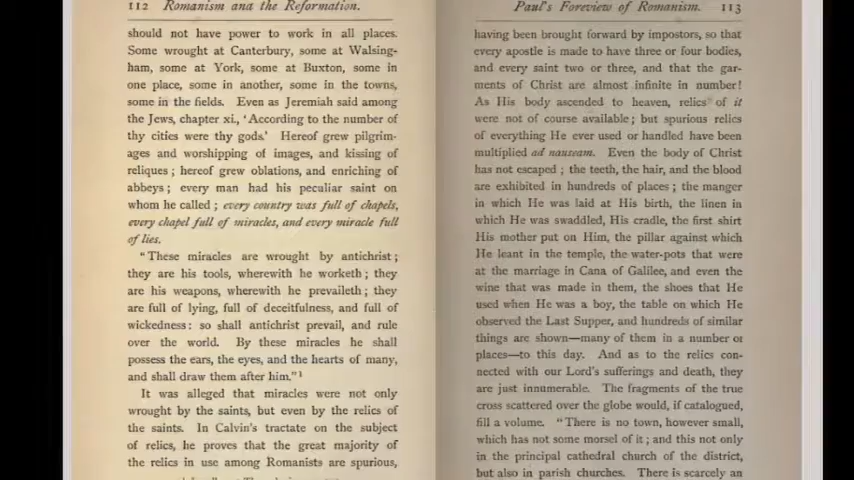 112 Romanism and the Reformation.
should not have power to work in all places.
Some wrought at Canterbury, some at Walsing-
ham, some at York, some at Buxton, some in
one place, some in another, some in the towns,
some in the fields. Even as Jeremiah said among
the Jews, chapter xi., ‘According to the number of
thy cities were thy gods.’ Hereof grew pilgrim-
ages and worshipping of images, and kissing of
reliques ; hereof grew oblations, and enriching of
abbeys ; every man had his peculiar saint on
whom he called ; every country was full of chapels,
every chapel full of miracles, and every miracle full
of lies.
“These miracles are wrought by antichrist ;
they are his tools, wherewith he worketh ; they
are his weapons, wherewith he prevaileth ; they
are full of lying, full of deceitfulness, and full of
wickedness: so shall antichrist prevail, and rule
over the world. By these miracles he shall
possess the ears, the eyes, and the hearts of many,
and shall draw them after him.”1
It was alleged that miracles were not only
wrought by the saints, but even by the relics of
the saints. In Calvin's tractate on the subject
of relics, he proves that the great majority of
the relics in use among Romanists are spurious,
Paul's Foreview of Romanism. 113
having been brought forward by impostors, so that
every apostle is made to have three or four bodies,
and every saint two or three, and that the gar-
ments of Christ are almost infinite in number!
As His body ascended to heaven, relics of it
were not of course available ; but spurious relics
of everything He ever used or handled have been
multiplied ad nauseam. Even the body of Christ
has not escaped ; the teeth, the hair, and the blood
are exhibited in hundreds of places ; the manger
in which He was laid at His birth, the linen in
which He was swaddled, His cradle, the first shirt
His mother put on Him, the pillar against which
He leant in the temple, the water-pots that were
at the marriage in Cana of Galilee, and even the
wine that was made in them, the shoes that He
used when He was a boy, the table on which He
observed the Last Supper, and hundreds of similar
things are shown—many of them in a number or
places—to this day. And as to the relics con-
nected with our Lord's sufferings and death, they
are just innumerable. The fragments of the true
cross scattered over the globe would, if catalogued,
fill a volume. “There is no town, however small,
which has not some morsel of it ; and this not only
in the principal cathedral church of the district,
but also in parish churches. There is scarcely an